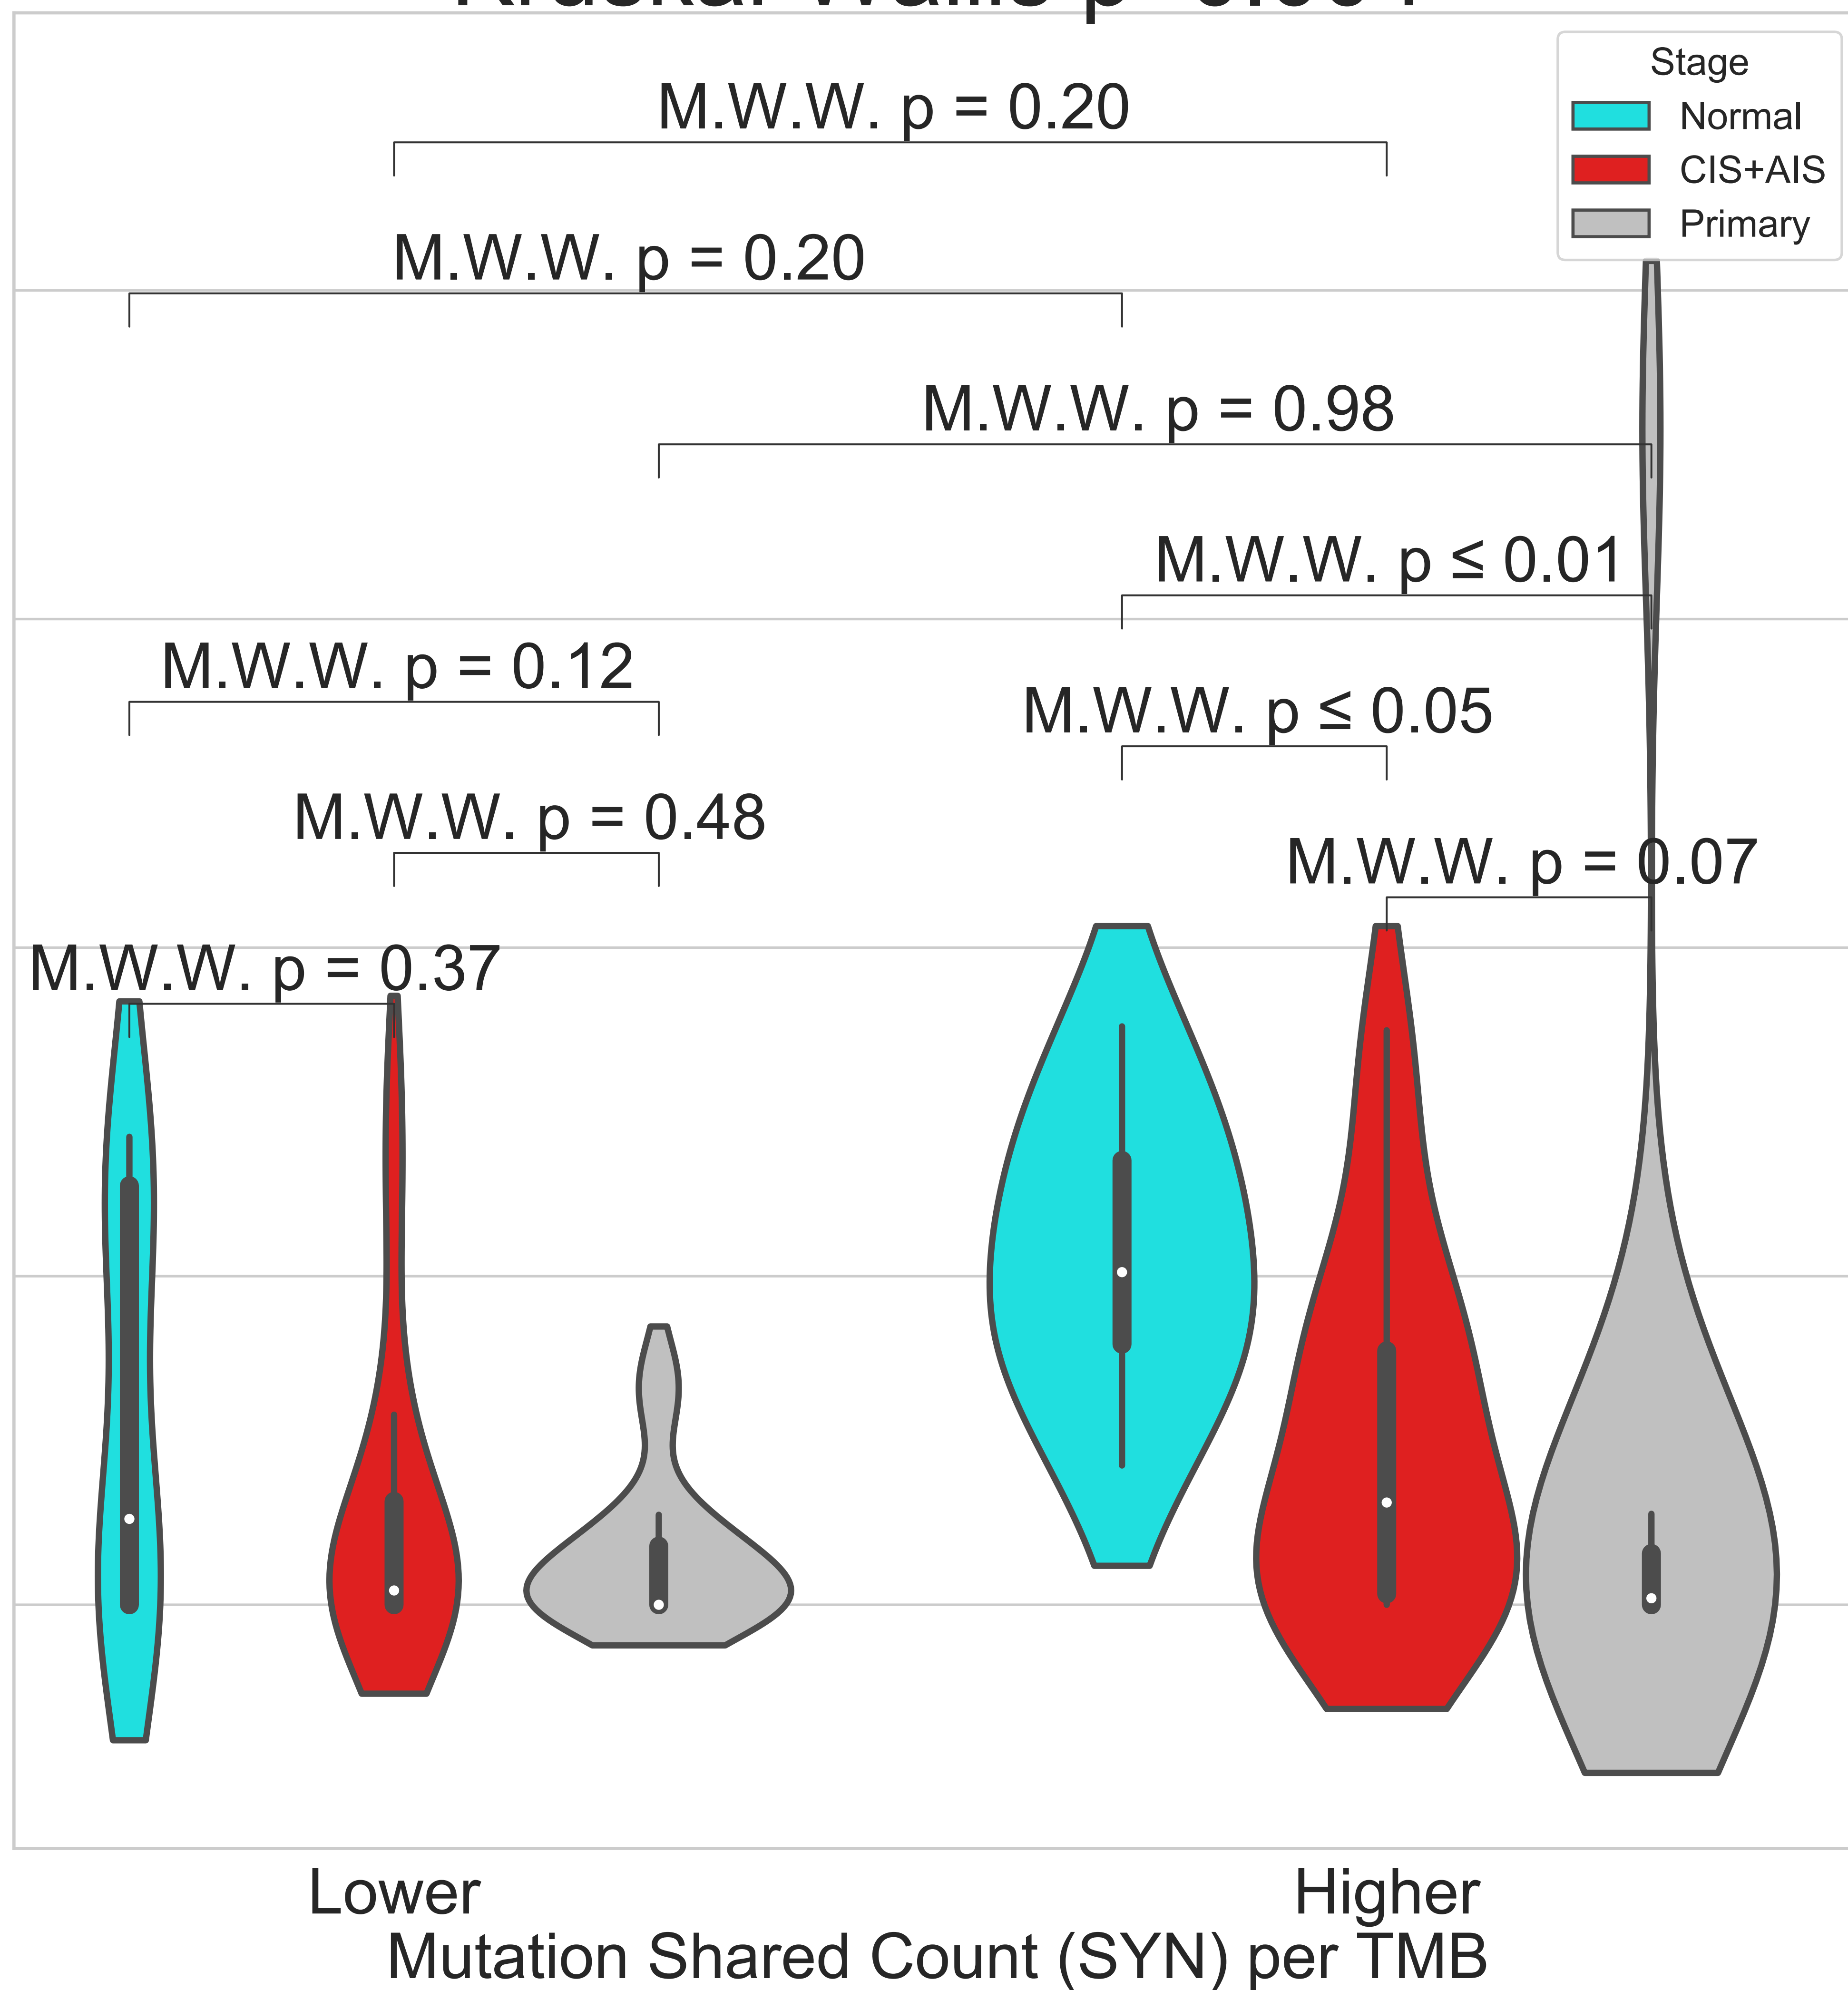 Stage
Normal
CIS+AIS
Primary
M.W.W. p = 0.20
M.W.W. p = 0.20
M.W.W. p = 0.98
M.W.W. p ≤ 0.01
M.W.W. p = 0.12
M.W.W. p ≤ 0.05
M.W.W. p = 0.48
M.W.W. p = 0.07
M.W.W. p = 0.37
Lower
Higher
Mutation Shared Count (SYN) per TMB